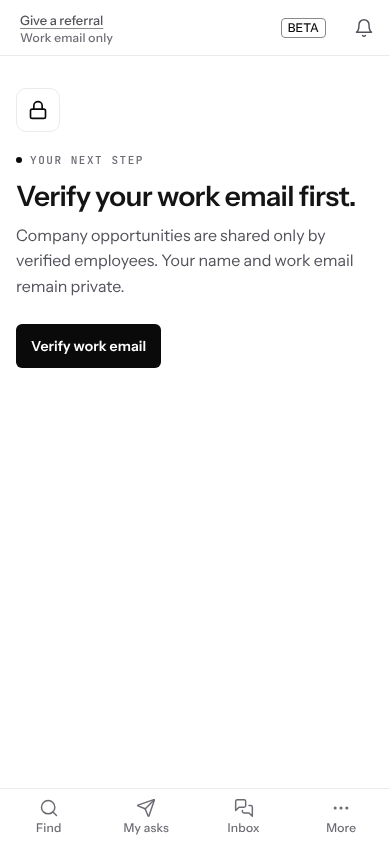 Give a referral
Work email only
BETA
YOUR NEXT STEP
Verify your work email first.
Company opportunities are shared only by
verified employees. Your name and work email
remain private.
Verify work email
Find
My asks
Inbox
More